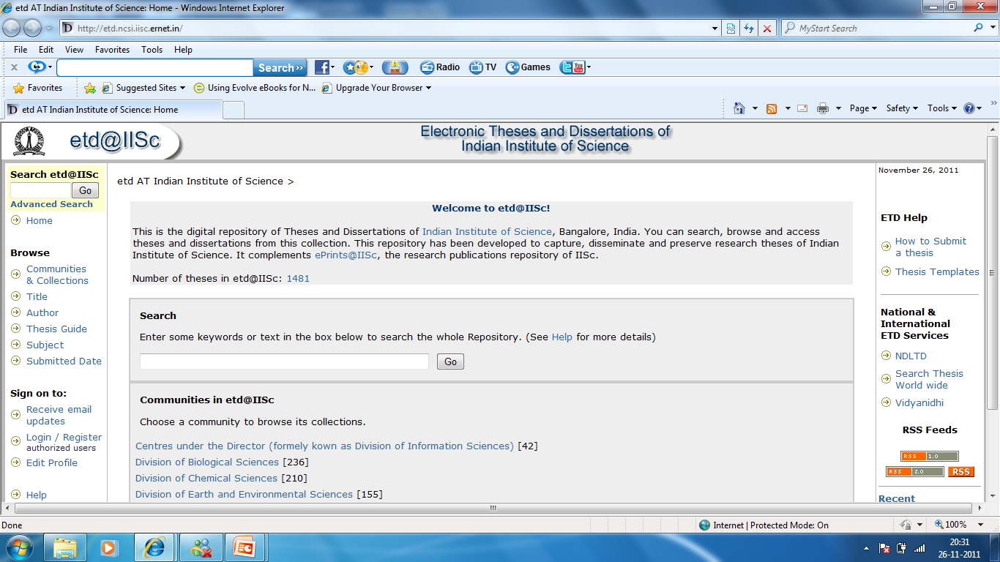 etd AT Indian Institute of Science: Home - Windows Internet Explorer
http://etd.ncsi.iisc.ernet.in/
MyStart Search
File Edit View Favorites Tools Help
Search>> Radio TV Games You Tube
Favorites Suggested Sites Using Evolve eBooks for N... Upgrade Your Browser
etd AT Indian Institute of Science: Home
Page Safety Tools
etd@IISc
Electronic Theses and Dissertations of
Indian Institute of Science
Search etd@IISc
Go
Advanced Search
Home
Browse
Communities
& Collections
Title
Author
Thesis Guide
Subject
Submitted Date
Sign on to:
Receive email
updates
Login / Register
authorized users
Edit Profile
Help
etd AT Indian Institute of Science >
Welcome to etd@IISc!
This is the digital repository of Theses and Dissertations of Indian Institute of Science, Bangalore, India. You can search, browse and access
theses and dissertations from this collection. This repository has been developed to capture, disseminate and preserve research theses of Indian
Institute of Science. It complements ePrints@IISc, the research publications repository of IISc.
Number of theses in etd@IISc: 1481
Search
Enter some keywords or text in the box below to search the whole Repository. (See Help for more details)
Go
Communities in etd@IISc
Choose a community to browse its collections.
Centres under the Director (formely kown as Division of Information Sciences) [42]
Division of Biological Sciences [236]
Division of Chemical Sciences [210]
Division of Earth and Environmental Sciences [155]
November 26, 2011
ETD Help
How to Submit
a thesis
Thesis Templates
National &
International
ETD Services
NDLTD
Search Thesis
World wide
Vidyanidhi
RSS Feeds
RSS 1.0
RSS 2.0 RSS
Recent
Done
Internet | Protected Mode: On
100%
20:31
26-11-2011